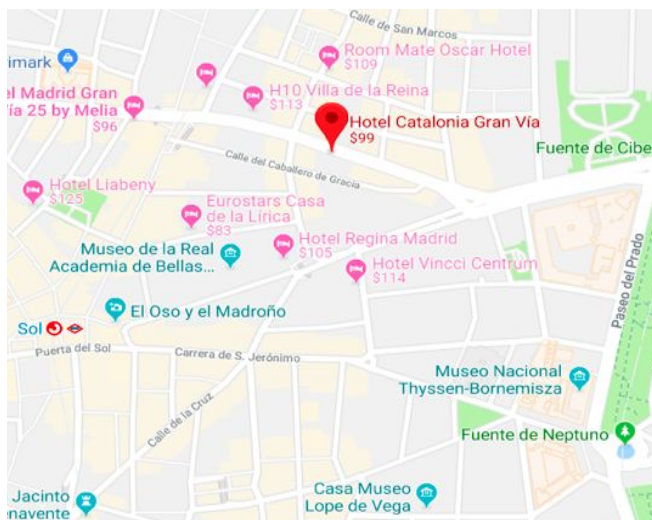 Calle de San Marcos
imark
Room Mate Oscar Hotel
$109
H10 Villa de la Reina
$113
el Madrid Gran
ía 25 by Melia
$96
Hotel Catalonia Gran Vía
$99
Fuente de Cibe
Calle del Caballero de Gracia
Hotel Liabeny
$125
Eurostars Casa
de la Lírica
$83
Hotel Regina Madrid
$105
Museo de la Real
Academia de Bellas...
Hotel Vincci Centrum
$114
Paseo del Prado
El Oso y el Madroño
Sol
Puerta del Sol
Carrera de S. Jerónimo
Museo Nacional
Thyssen-Bornemisza
Calle de la Cruz
Fuente de Neptuno
Jacinto
enavente
Casa Museo
Lope de Vega